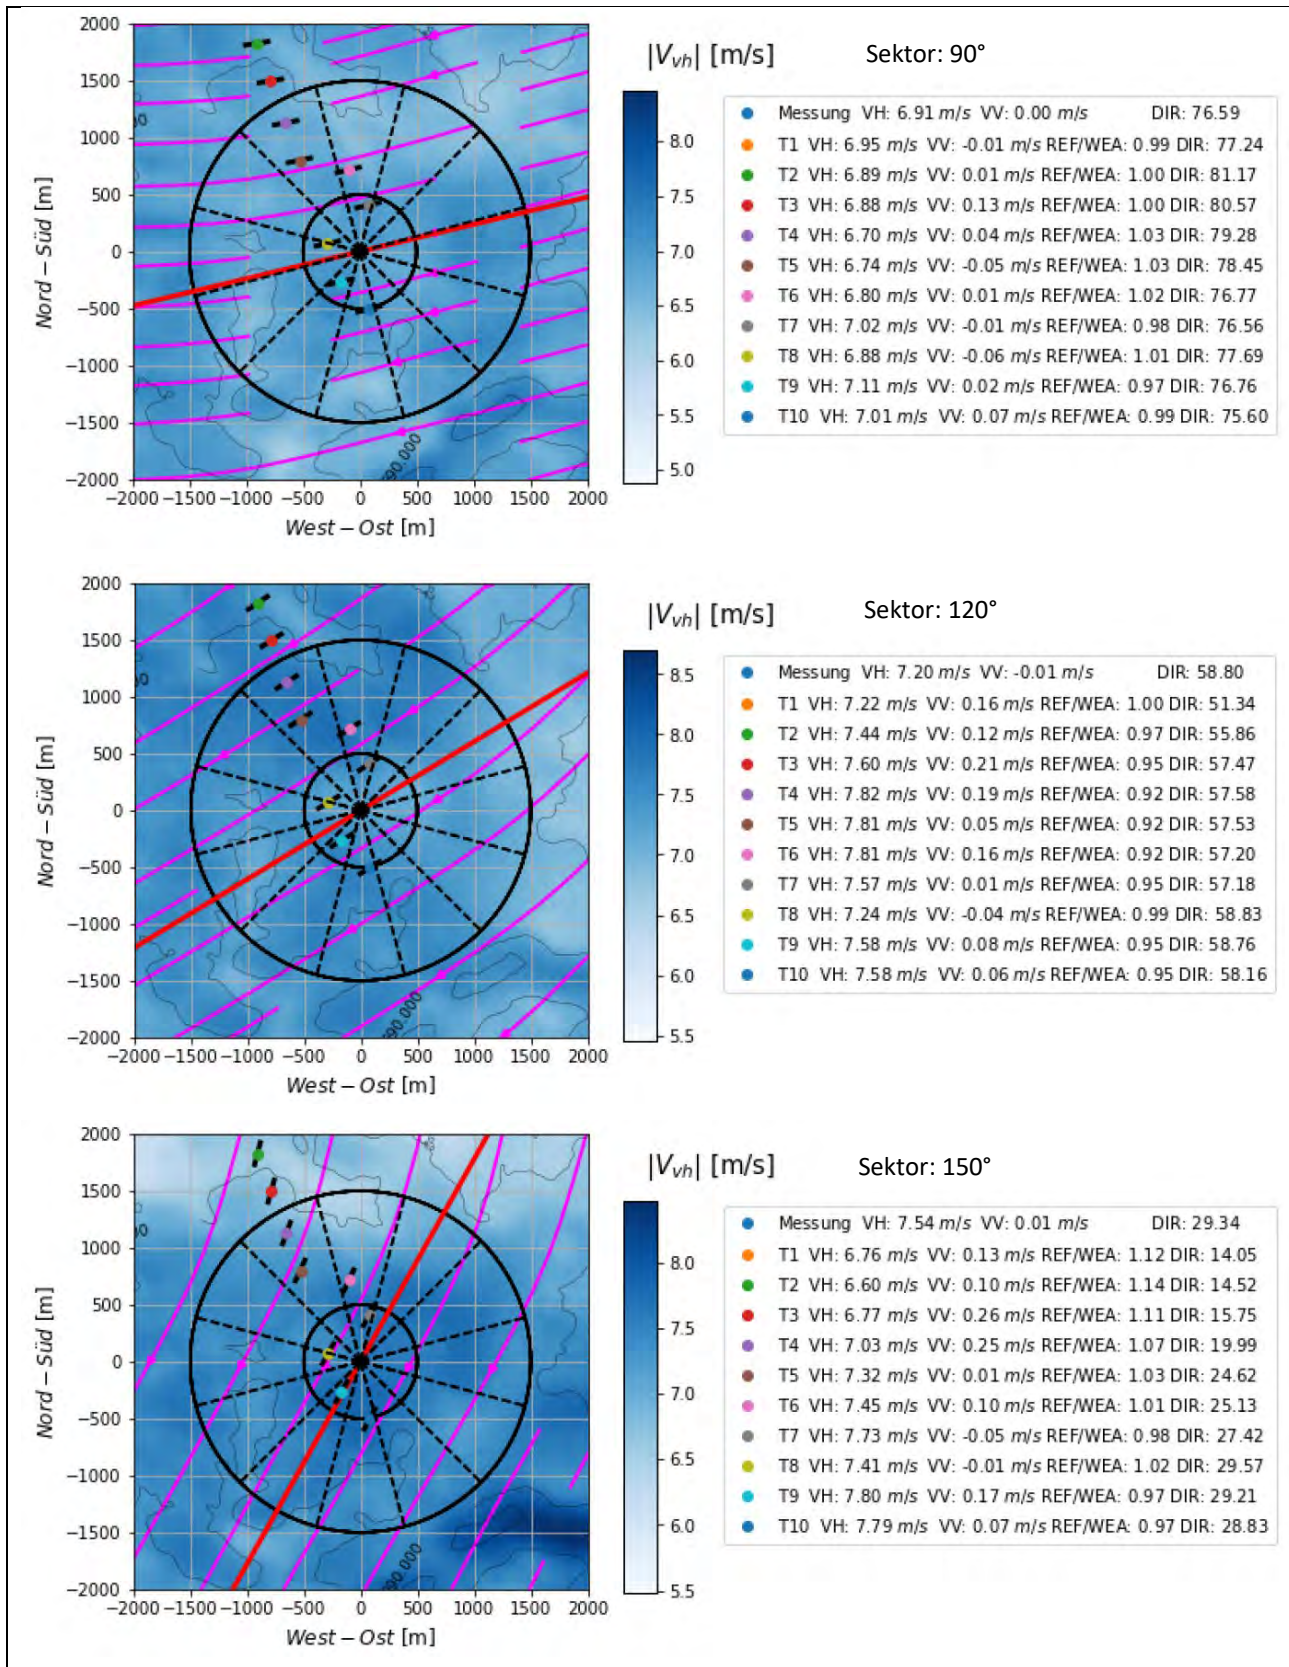 |V_vh| [m/s]
Sektor: 90°
Messung VH: 6.91 m/s VV: 0.00 m/s DIR: 76.59
T1 VH: 6.95 m/s VV: -0.01 m/s REF/WEA: 0.99 DIR: 77.24
T2 VH: 6.89 m/s VV: 0.01 m/s REF/WEA: 1.00 DIR: 81.17
T3 VH: 6.88 m/s VV: 0.13 m/s REF/WEA: 1.00 DIR: 80.57
T4 VH: 6.70 m/s VV: 0.04 m/s REF/WEA: 1.03 DIR: 79.28
T5 VH: 6.74 m/s VV: -0.05 m/s REF/WEA: 1.03 DIR: 78.45
T6 VH: 6.80 m/s VV: 0.01 m/s REF/WEA: 1.02 DIR: 76.77
T7 VH: 7.02 m/s VV: -0.01 m/s REF/WEA: 0.98 DIR: 76.56
T8 VH: 6.88 m/s VV: -0.06 m/s REF/WEA: 1.01 DIR: 77.69
T9 VH: 7.11 m/s VV: 0.02 m/s REF/WEA: 0.97 DIR: 76.76
T10 VH: 7.01 m/s VV: 0.07 m/s REF/WEA: 0.99 DIR: 75.60
8.0
7.5
7.0
6.5
6.0
5.5
5.0
Nord – Süd [m]
2000
1500
1000
500
0
−500
−1000
−1500
−2000
−2000 −1500 −1000 −500 0 500 1000 1500 2000
West – Ost [m]
|V_vh| [m/s]
Sektor: 120°
Messung VH: 7.20 m/s VV: -0.01 m/s DIR: 58.80
T1 VH: 7.22 m/s VV: 0.16 m/s REF/WEA: 1.00 DIR: 51.34
T2 VH: 7.44 m/s VV: 0.12 m/s REF/WEA: 0.97 DIR: 55.86
T3 VH: 7.60 m/s VV: 0.21 m/s REF/WEA: 0.95 DIR: 57.47
T4 VH: 7.82 m/s VV: 0.19 m/s REF/WEA: 0.92 DIR: 57.58
T5 VH: 7.81 m/s VV: 0.05 m/s REF/WEA: 0.92 DIR: 57.53
T6 VH: 7.81 m/s VV: 0.16 m/s REF/WEA: 0.92 DIR: 57.20
T7 VH: 7.57 m/s VV: 0.01 m/s REF/WEA: 0.95 DIR: 57.18
T8 VH: 7.24 m/s VV: -0.04 m/s REF/WEA: 0.99 DIR: 58.83
T9 VH: 7.58 m/s VV: 0.08 m/s REF/WEA: 0.95 DIR: 58.76
T10 VH: 7.58 m/s VV: 0.06 m/s REF/WEA: 0.95 DIR: 58.16
8.5
8.0
7.5
7.0
6.5
6.0
5.5
Nord – Süd [m]
2000
1500
1000
500
0
−500
−1000
−1500
−2000
−2000 −1500 −1000 −500 0 500 1000 1500 2000
West – Ost [m]
|V_vh| [m/s]
Sektor: 150°
Messung VH: 7.54 m/s VV: 0.01 m/s DIR: 29.34
T1 VH: 6.76 m/s VV: 0.13 m/s REF/WEA: 1.12 DIR: 14.05
T2 VH: 6.60 m/s VV: 0.10 m/s REF/WEA: 1.14 DIR: 14.52
T3 VH: 6.77 m/s VV: 0.26 m/s REF/WEA: 1.11 DIR: 15.75
T4 VH: 7.03 m/s VV: 0.25 m/s REF/WEA: 1.07 DIR: 19.99
T5 VH: 7.32 m/s VV: 0.01 m/s REF/WEA: 1.03 DIR: 24.62
T6 VH: 7.45 m/s VV: 0.10 m/s REF/WEA: 1.01 DIR: 25.13
T7 VH: 7.73 m/s VV: -0.05 m/s REF/WEA: 0.98 DIR: 27.42
T8 VH: 7.41 m/s VV: -0.01 m/s REF/WEA: 1.02 DIR: 29.57
T9 VH: 7.80 m/s VV: 0.17 m/s REF/WEA: 0.97 DIR: 29.21
T10 VH: 7.79 m/s VV: 0.07 m/s REF/WEA: 0.97 DIR: 28.83
8.0
7.5
7.0
6.5
6.0
5.5
Nord – Süd [m]
2000
1500
1000
500
0
−500
−1000
−1500
−2000
−2000 −1500 −1000 −500 0 500 1000 1500 2000
West – Ost [m]